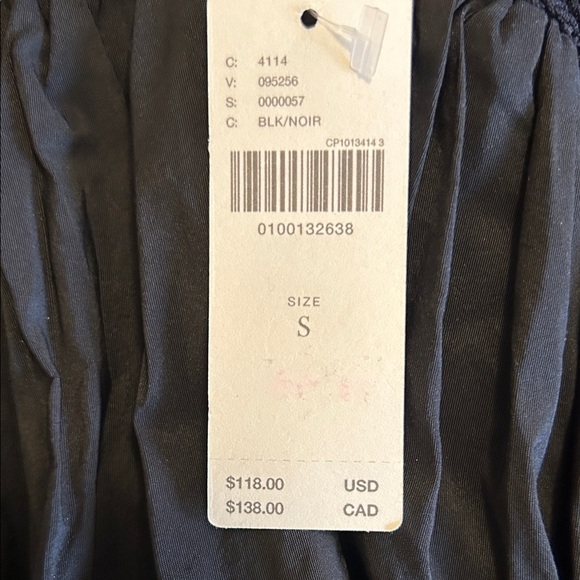 C: 4114
V: 095256
S: 0000057
C: BLK/NOIR
CP1013414 3
0100132638
SIZE
S
$118.00 USD
$138.00 CAD